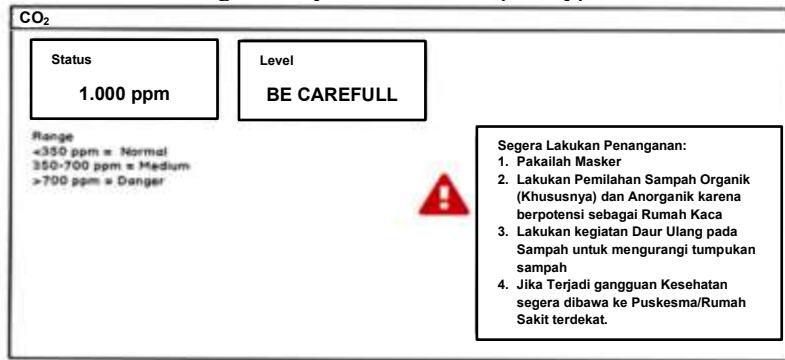 CO₂
Status
1.000 ppm
Level
BE CAREFULL
Range
<350 ppm = Normal
350-700 ppm = Medium
>700 ppm = Danger
Segera Lakukan Penanganan:
1. Pakailah Masker
2. Lakukan Pemilahan Sampah Organik
(Khususnya) dan Anorganik karena
berpotensi sebagai Rumah Kaca
3. Lakukan kegiatan Daur Ulang pada
Sampah untuk mengurangi tumpukan
sampah
4. Jika Terjadi gangguan Kesehatan
segera dibawa ke Puskesma/Rumah
Sakit terdekat.